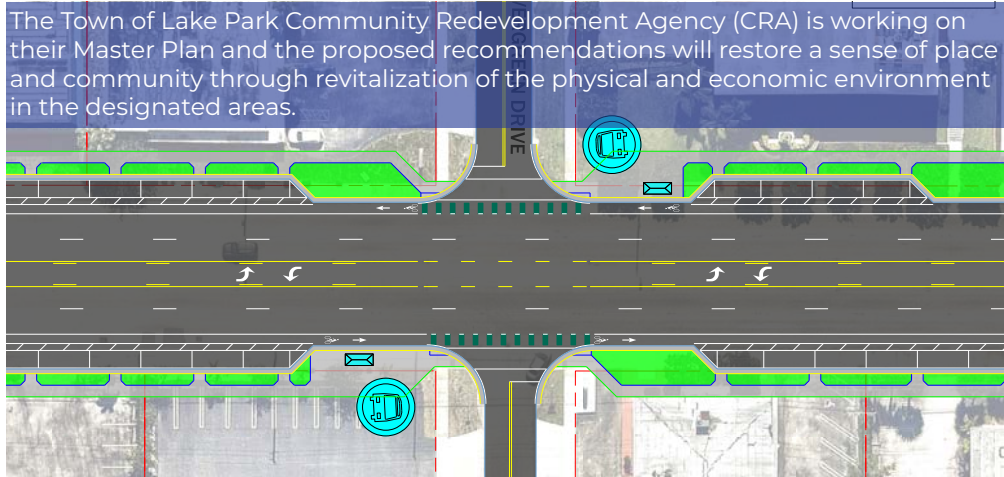 The Town of Lake Park Community Redevelopment Agency (CRA) is working on
their Master Plan and the proposed recommendations will restore a sense of place
and community through revitalization of the physical and economic environment
in the designated areas.
DRIVE